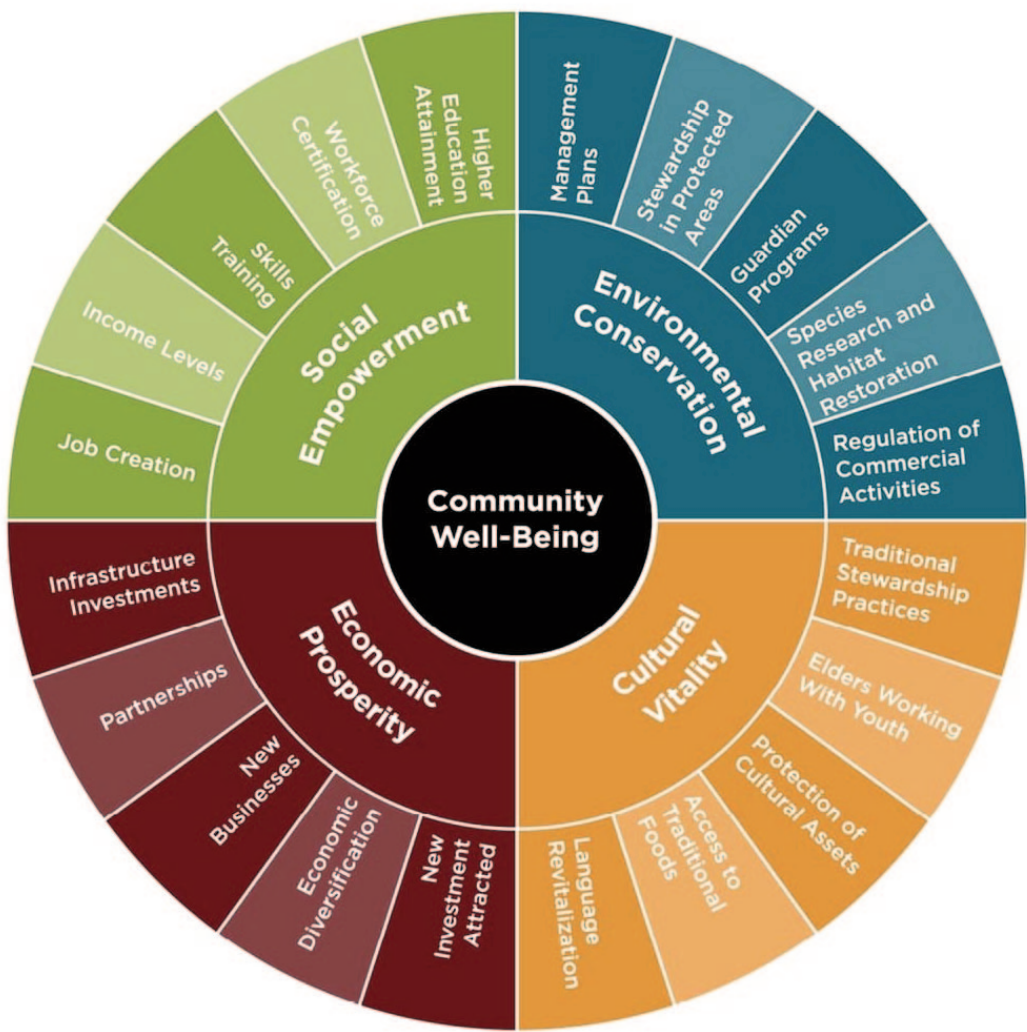 Community
Well-Being
Environmental
Conservation
Management
Plans
Stewardship
in Protected
Areas
Guardian
Programs
Species
Research and
Habitat
Restoration
Regulation of
Commercial
Activities
Cultural
Vitality
Traditional
Stewardship
Practices
Elders Working
With Youth
Protection of
Cultural Assets
Access to
Traditional
Foods
Language
Revitalization
Economic
Prosperity
New
Investment
Attracted
Economic
Diversification
New
Businesses
Partnerships
Infrastructure
Investments
Social
Empowerment
Job Creation
Income Levels
Skills
Training
Workforce
Certification
Higher
Education
Attainment